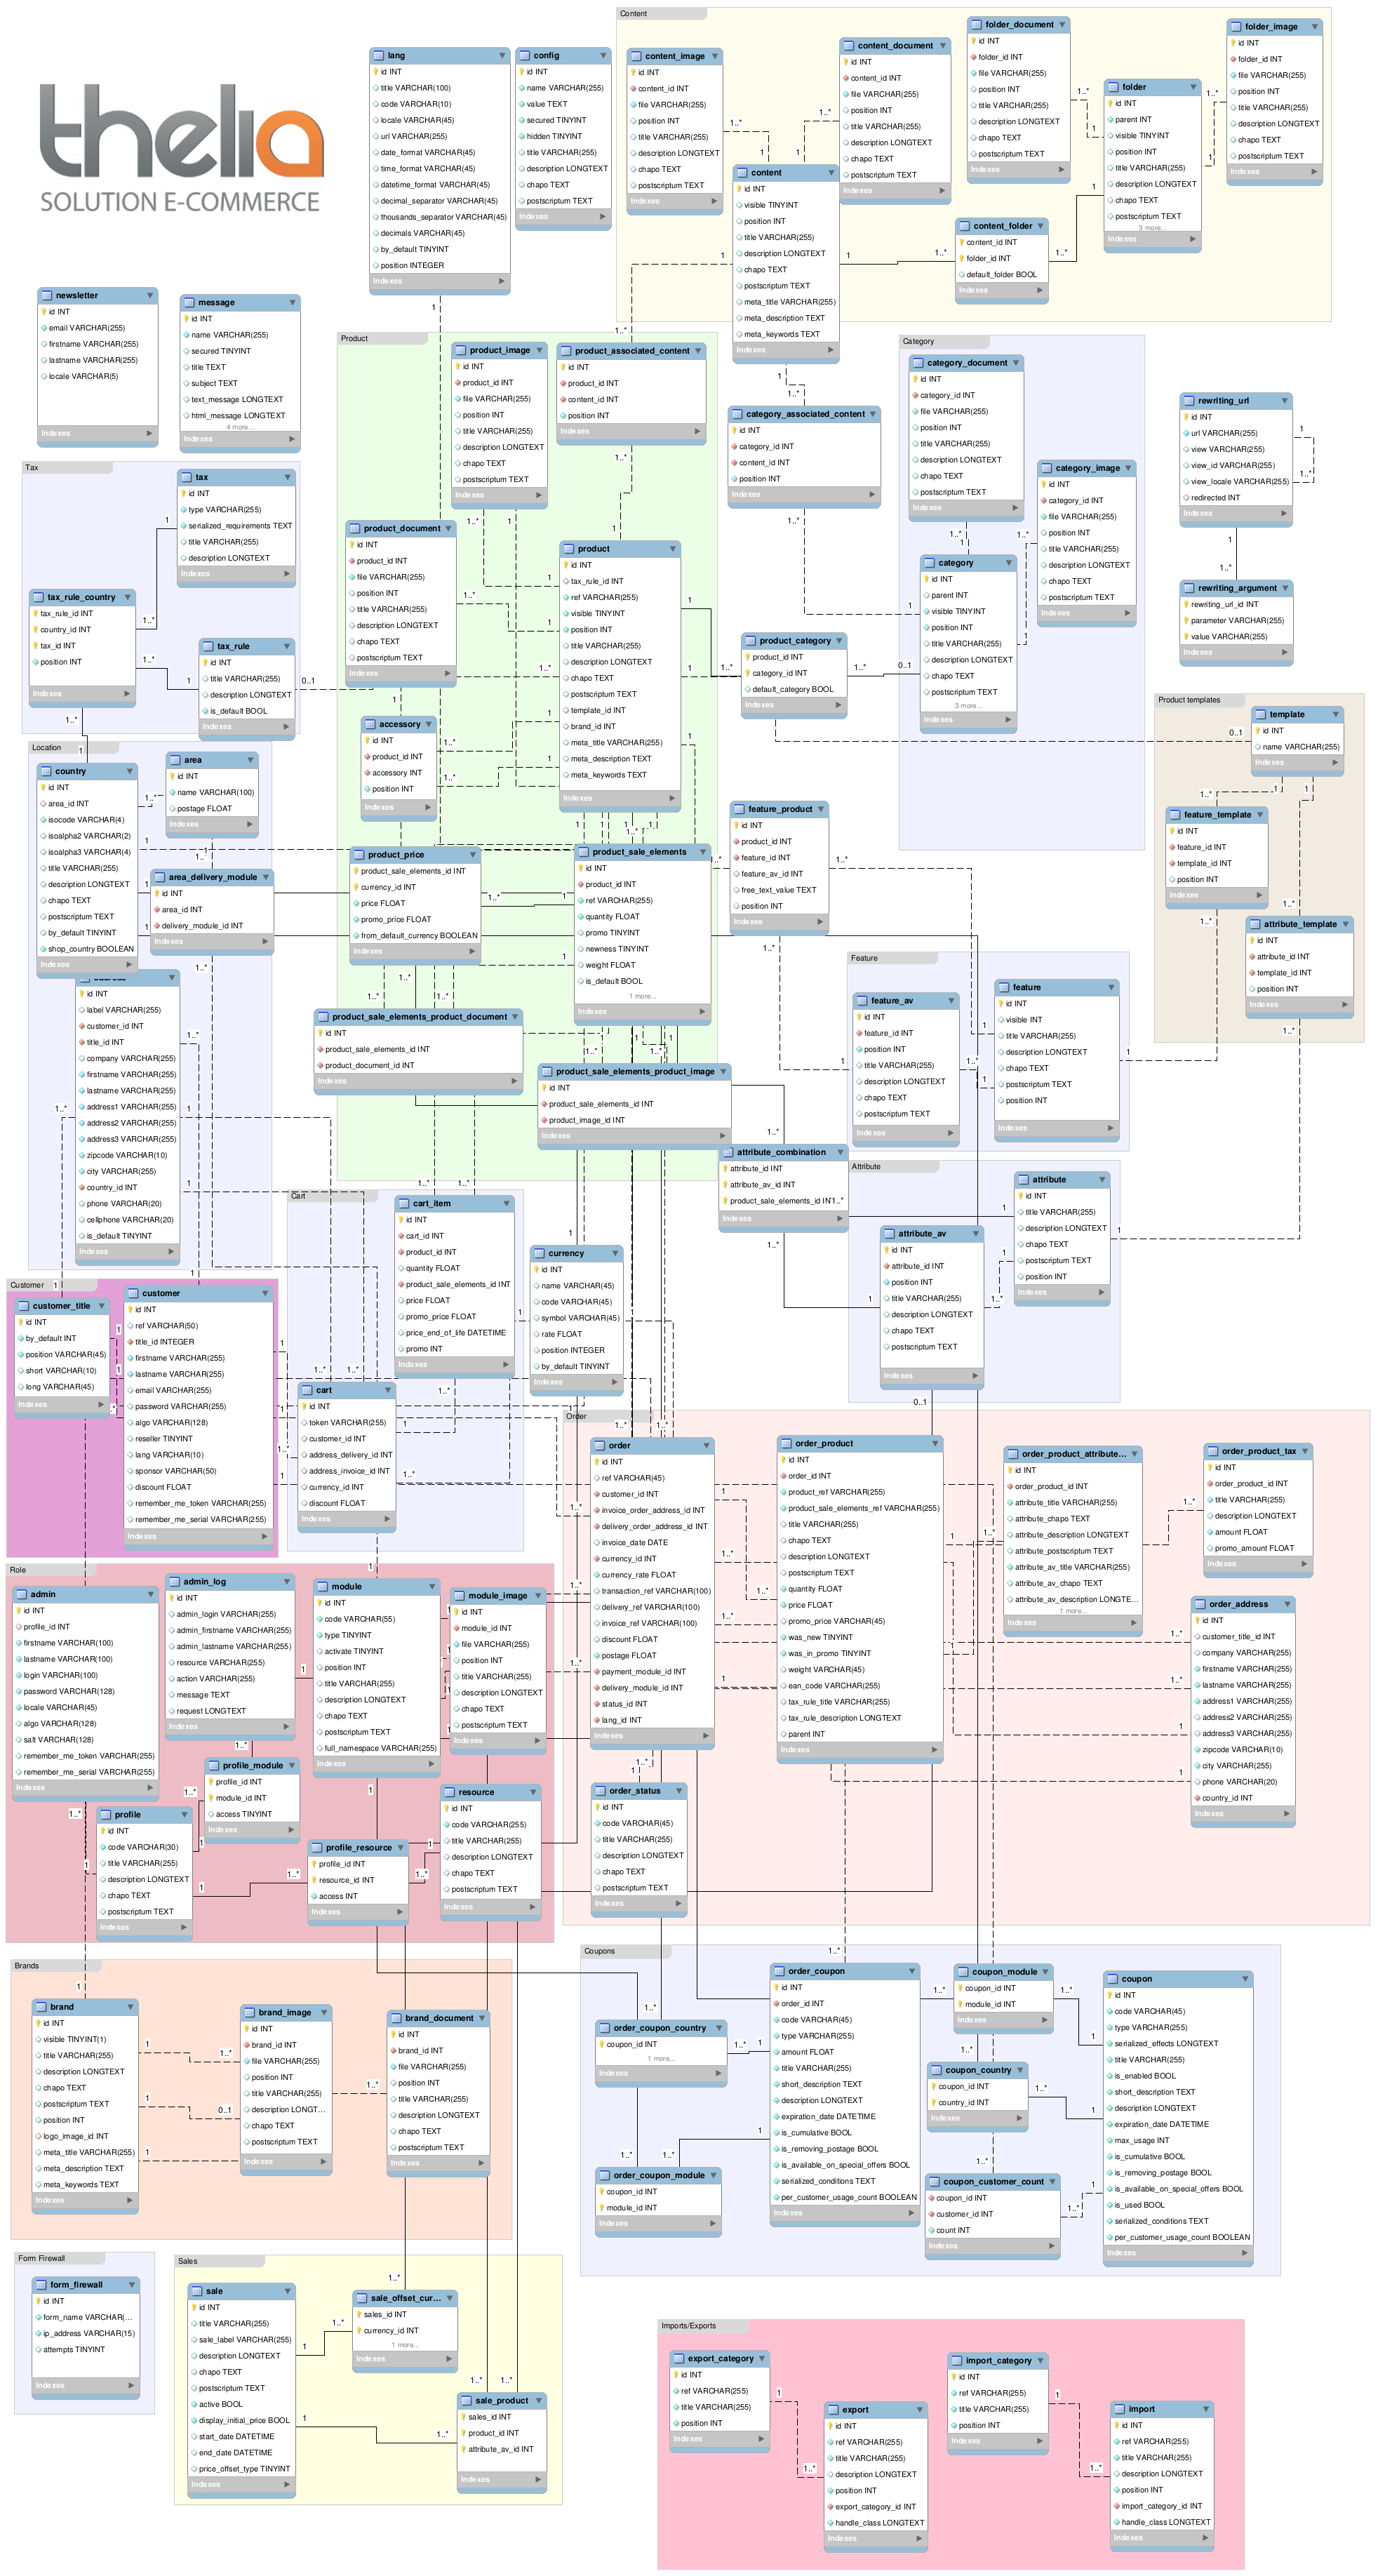 thelia
SOLUTION E-COMMERCE
lang
id INT
title VARCHAR(100)
code VARCHAR(10)
locale VARCHAR(45)
url VARCHAR(255)
date_format VARCHAR(45)
time_format VARCHAR(45)
datetime_format VARCHAR(45)
decimal_separator VARCHAR(45)
thousands_separator VARCHAR(45)
decimals VARCHAR(45)
by_default TINYINT
position INTEGER
Indexes
config
id INT
name VARCHAR(255)
value TEXT
secured TINYINT
hidden TINYINT
title VARCHAR(255)
description LONGTEXT
chapo TEXT
postscriptum TEXT
Indexes
Content
content_image
id INT
content_id INT
file VARCHAR(255)
position INT
title VARCHAR(255)
description LONGTEXT
chapo TEXT
postscriptum TEXT
Indexes
content_document
id INT
content_id INT
file VARCHAR(255)
position INT
title VARCHAR(255)
description LONGTEXT
chapo TEXT
postscriptum TEXT
Indexes
folder_document
id INT
folder_id INT
file VARCHAR(255)
position INT
title VARCHAR(255)
description LONGTEXT
chapo TEXT
postscriptum TEXT
Indexes
folder
id INT
parent INT
visible TINYINT
position INT
title VARCHAR(255)
description LONGTEXT
chapo TEXT
postscriptum TEXT
3 more...
Indexes
folder_image
id INT
folder_id INT
file VARCHAR(255)
position INT
title VARCHAR(255)
description LONGTEXT
chapo TEXT
postscriptum TEXT
Indexes
content
id INT
visible TINYINT
position INT
title VARCHAR(255)
description LONGTEXT
chapo TEXT
postscriptum TEXT
meta_title VARCHAR(255)
meta_description TEXT
meta_keywords TEXT
Indexes
content_folder
content_id INT
folder_id INT
default_folder BOOL
Indexes
newsletter
id INT
email VARCHAR(255)
firstname VARCHAR(255)
lastname VARCHAR(255)
locale VARCHAR(5)
Indexes
message
id INT
name VARCHAR(255)
secured TINYINT
title TEXT
subject TEXT
text_message LONGTEXT
html_message LONGTEXT
4 more...
Indexes
Product
product_image
id INT
product_id INT
file VARCHAR(255)
position INT
title VARCHAR(255)
description LONGTEXT
chapo TEXT
postscriptum TEXT
Indexes
product_associated_content
id INT
product_id INT
content_id INT
position INT
Indexes
category_associated_content
id INT
category_id INT
content_id INT
position INT
Indexes
Category
category_document
id INT
category_id INT
file VARCHAR(255)
position INT
title VARCHAR(255)
description LONGTEXT
chapo TEXT
postscriptum TEXT
Indexes
category_image
id INT
category_id INT
file VARCHAR(255)
position INT
title VARCHAR(255)
description LONGTEXT
chapo TEXT
postscriptum TEXT
Indexes
category
id INT
parent INT
visible TINYINT
position INT
title VARCHAR(255)
description LONGTEXT
chapo TEXT
postscriptum TEXT
3 more...
Indexes
rewriting_url
id INT
url VARCHAR(255)
view VARCHAR(255)
view_id VARCHAR(255)
view_locale VARCHAR(255)
redirected INT
Indexes
rewriting_argument
rewriting_url_id INT
parameter VARCHAR(255)
value VARCHAR(255)
Indexes
Tax
tax
id INT
type VARCHAR(255)
serialized_requirements TEXT
title VARCHAR(255)
description LONGTEXT
Indexes
tax_rule_country
tax_rule_id INT
country_id INT
tax_id INT
position INT
Indexes
tax_rule
id INT
title VARCHAR(255)
description LONGTEXT
is_default BOOL
Indexes
product_document
id INT
product_id INT
file VARCHAR(255)
position INT
title VARCHAR(255)
description LONGTEXT
chapo TEXT
postscriptum TEXT
Indexes
product
id INT
tax_rule_id INT
ref VARCHAR(255)
visible TINYINT
position INT
title VARCHAR(255)
description LONGTEXT
chapo TEXT
postscriptum TEXT
template_id INT
brand_id INT
meta_title VARCHAR(255)
meta_description TEXT
meta_keywords TEXT
Indexes
product_category
product_id INT
category_id INT
default_category BOOL
Indexes
accessory
id INT
product_id INT
accessory INT
position INT
Indexes
Product templates
template
id INT
name VARCHAR(255)
Indexes
feature_template
id INT
feature_id INT
template_id INT
position INT
Indexes
attribute_template
id INT
attribute_id INT
template_id INT
position INT
Indexes
Location
country
id INT
area_id INT
isocode VARCHAR(4)
isoalpha2 VARCHAR(2)
isoalpha3 VARCHAR(4)
title VARCHAR(255)
description LONGTEXT
chapo TEXT
postscriptum TEXT
by_default TINYINT
shop_country BOOLEAN
Indexes
area
id INT
name VARCHAR(100)
postage FLOAT
Indexes
area_delivery_module
id INT
area_id INT
delivery_module_id INT
Indexes
address
id INT
label VARCHAR(255)
customer_id INT
title_id INT
company VARCHAR(255)
firstname VARCHAR(255)
lastname VARCHAR(255)
address1 VARCHAR(255)
address2 VARCHAR(255)
address3 VARCHAR(255)
zipcode VARCHAR(10)
city VARCHAR(255)
country_id INT
phone VARCHAR(20)
cellphone VARCHAR(20)
is_default TINYINT
Indexes
product_price
product_sale_elements_id INT
currency_id INT
price FLOAT
promo_price FLOAT
from_default_currency BOOLEAN
Indexes
product_sale_elements
id INT
product_id INT
ref VARCHAR(255)
quantity FLOAT
promo TINYINT
newness TINYINT
weight FLOAT
is_default BOOL
1 more...
Indexes
feature_product
id INT
product_id INT
feature_id INT
feature_av_id INT
free_text_value TEXT
position INT
Indexes
product_sale_elements_product_document
id INT
product_sale_elements_id INT
product_document_id INT
Indexes
product_sale_elements_product_image
id INT
product_sale_elements_id INT
product_image_id INT
Indexes
Feature
feature_av
id INT
feature_id INT
position INT
title VARCHAR(255)
description LONGTEXT
chapo TEXT
postscriptum TEXT
Indexes
feature
id INT
visible INT
title VARCHAR(255)
description LONGTEXT
chapo TEXT
postscriptum TEXT
position INT
Indexes
attribute_combination
attribute_id INT
attribute_av_id INT
product_sale_elements_id IN1..*
Indexes
Attribute
attribute_av
id INT
attribute_id INT
position INT
title VARCHAR(255)
description LONGTEXT
chapo TEXT
postscriptum TEXT
Indexes
attribute
id INT
title VARCHAR(255)
description LONGTEXT
chapo TEXT
postscriptum TEXT
position INT
Indexes
Cart
cart_item
id INT
cart_id INT
product_id INT
quantity FLOAT
product_sale_elements_id INT
price FLOAT
promo_price FLOAT
price_end_of_life DATETIME
promo INT
Indexes
currency
id INT
name VARCHAR(45)
code VARCHAR(45)
symbol VARCHAR(45)
rate FLOAT
position INTEGER
by_default TINYINT
Indexes
cart
id INT
token VARCHAR(255)
customer_id INT
address_delivery_id INT
address_invoice_id INT
currency_id INT
discount FLOAT
Indexes
Customer
customer_title
id INT
by_default INT
position VARCHAR(45)
short VARCHAR(10)
long VARCHAR(45)
Indexes
customer
id INT
ref VARCHAR(50)
title_id INTEGER
firstname VARCHAR(255)
lastname VARCHAR(255)
email VARCHAR(255)
password VARCHAR(255)
algo VARCHAR(128)
reseller TINYINT
lang VARCHAR(10)
sponsor VARCHAR(50)
discount FLOAT
remember_me_token VARCHAR(255)
remember_me_serial VARCHAR(255)
Indexes
Order
order
id INT
ref VARCHAR(45)
customer_id INT
invoice_order_address_id INT
delivery_order_address_id INT
invoice_date DATE
currency_id INT
currency_rate FLOAT
transaction_ref VARCHAR(100)
delivery_ref VARCHAR(100)
invoice_ref VARCHAR(100)
discount FLOAT
postage FLOAT
payment_module_id INT
delivery_module_id INT
status_id INT
lang_id INT
Indexes
order_product
id INT
order_id INT
product_ref VARCHAR(255)
product_sale_elements_ref VARCHAR(255)
title VARCHAR(255)
chapo TEXT
description LONGTEXT
postscriptum TEXT
quantity FLOAT
price FLOAT
promo_price VARCHAR(45)
was_new TINYINT
was_in_promo TINYINT
weight VARCHAR(45)
ean_code VARCHAR(255)
tax_rule_title VARCHAR(255)
tax_rule_description LONGTEXT
parent INT
Indexes
order_product_attribute...
id INT
order_product_id INT
attribute_title VARCHAR(255)
attribute_chapo TEXT
attribute_description LONGTEXT
attribute_postscriptum TEXT
attribute_av_title VARCHAR(255)
attribute_av_chapo TEXT
attribute_av_description LONGTE...
1 more...
Indexes
order_product_tax
id INT
order_product_id INT
title VARCHAR(255)
description LONGTEXT
amount FLOAT
promo_amount FLOAT
Indexes
order_address
id INT
customer_title_id INT
company VARCHAR(255)
firstname VARCHAR(255)
lastname VARCHAR(255)
address1 VARCHAR(255)
address2 VARCHAR(255)
address3 VARCHAR(255)
zipcode VARCHAR(10)
city VARCHAR(255)
phone VARCHAR(20)
country_id INT
Indexes
order_status
id INT
code VARCHAR(45)
title VARCHAR(255)
description LONGTEXT
chapo TEXT
postscriptum TEXT
Indexes
Role
admin
id INT
profile_id INT
firstname VARCHAR(100)
lastname VARCHAR(100)
login VARCHAR(100)
password VARCHAR(128)
locale VARCHAR(45)
algo VARCHAR(128)
salt VARCHAR(128)
remember_me_token VARCHAR(255)
remember_me_serial VARCHAR(255)
Indexes
admin_log
id INT
admin_login VARCHAR(255)
admin_firstname VARCHAR(255)
admin_lastname VARCHAR(255)
resource VARCHAR(255)
action VARCHAR(255)
message TEXT
request LONGTEXT
Indexes
module
id INT
code VARCHAR(55)
type TINYINT
activate TINYINT
position INT
title VARCHAR(255)
description LONGTEXT
chapo TEXT
postscriptum TEXT
full_namespace VARCHAR(255)
Indexes
module_image
id INT
module_id INT
file VARCHAR(255)
position INT
title VARCHAR(255)
description LONGTEXT
chapo TEXT
postscriptum TEXT
Indexes
profile_module
profile_id INT
module_id INT
access TINYINT
Indexes
profile
id INT
code VARCHAR(30)
title VARCHAR(255)
description LONGTEXT
chapo TEXT
postscriptum TEXT
Indexes
profile_resource
profile_id INT
resource_id INT
access INT
Indexes
resource
id INT
code VARCHAR(255)
title VARCHAR(255)
description LONGTEXT
chapo TEXT
postscriptum TEXT
Indexes
Brands
brand
id INT
visible TINYINT(1)
title VARCHAR(255)
description LONGTEXT
chapo TEXT
postscriptum TEXT
position INT
logo_image_id INT
meta_title VARCHAR(255)
meta_description TEXT
meta_keywords TEXT
Indexes
brand_image
id INT
brand_id INT
file VARCHAR(255)
position INT
title VARCHAR(255)
description LONGT...
chapo TEXT
postscriptum TEXT
Indexes
brand_document
id INT
brand_id INT
file VARCHAR(255)
position INT
title VARCHAR(255)
description LONGTEXT
chapo TEXT
postscriptum TEXT
Indexes
Coupons
order_coupon_country
coupon_id INT
1 more...
Indexes
order_coupon_module
coupon_id INT
module_id INT
Indexes
order_coupon
id INT
order_id INT
code VARCHAR(45)
type VARCHAR(255)
amount FLOAT
title VARCHAR(255)
short_description TEXT
description LONGTEXT
expiration_date DATETIME
is_cumulative BOOL
is_removing_postage BOOL
is_available_on_special_offers BOOL
serialized_conditions TEXT
per_customer_usage_count BOOLEAN
Indexes
coupon_module
coupon_id INT
module_id INT
Indexes
coupon_country
coupon_id INT
country_id INT
Indexes
coupon_customer_count
coupon_id INT
customer_id INT
count INT
Indexes
coupon
id INT
code VARCHAR(45)
type VARCHAR(255)
serialized_effects LONGTEXT
title VARCHAR(255)
is_enabled BOOL
short_description TEXT
description LONGTEXT
expiration_date DATETIME
max_usage INT
is_cumulative BOOL
is_removing_postage BOOL
is_available_on_special_offers BOOL
is_used BOOL
serialized_conditions TEXT
per_customer_usage_count BOOLEAN
Indexes
Form Firewall
form_firewall
id INT
form_name VARCHAR(...
ip_address VARCHAR(15)
attempts TINYINT
Indexes
Sales
sale
id INT
title VARCHAR(255)
sale_label VARCHAR(255)
description LONGTEXT
chapo TEXT
postscriptum TEXT
active BOOL
display_initial_price BOOL
start_date DATETIME
end_date DATETIME
price_offset_type TINYINT
Indexes
sale_offset_cur...
sales_id INT
currency_id INT
1 more...
Indexes
sale_product
sales_id INT
product_id INT
attribute_av_id INT
Indexes
Imports/Exports
export_category
id INT
ref VARCHAR(255)
title VARCHAR(255)
position INT
Indexes
export
id INT
ref VARCHAR(255)
title VARCHAR(255)
description LONGTEXT
position INT
export_category_id INT
handle_class LONGTEXT
Indexes
import_category
id INT
ref VARCHAR(255)
title VARCHAR(255)
position INT
Indexes
import
id INT
ref VARCHAR(255)
title VARCHAR(255)
description LONGTEXT
position INT
import_category_id INT
handle_class LONGTEXT
Indexes